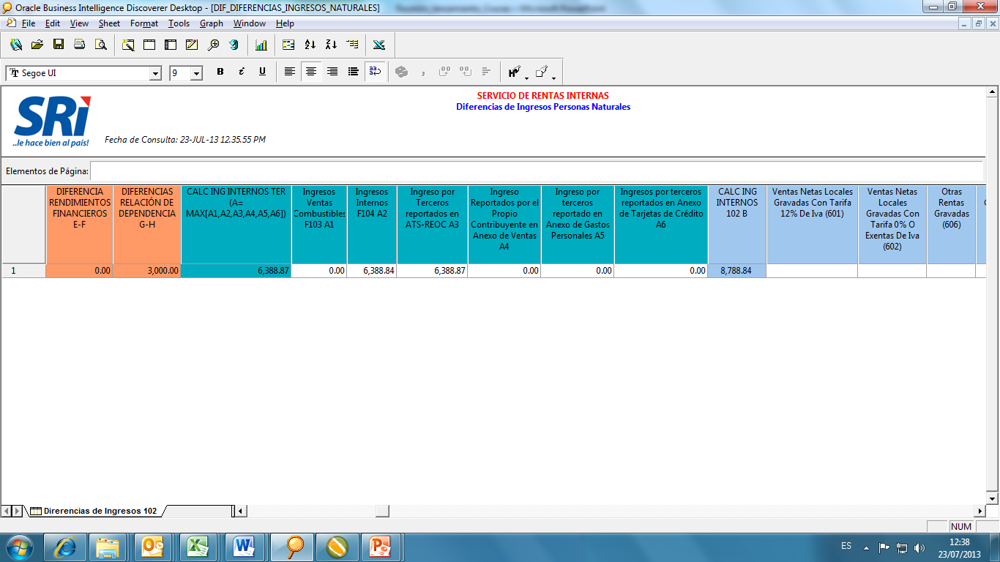 Oracle Business Intelligence Discoverer Desktop - [DIF_DIFERENCIAS_INGRESOS_NATURALES]
File Edit View Sheet Format Tools Graph Window Help
Segoe UI 9 B i U
SRi
..le hace bien al país!
SERVICIO DE RENTAS INTERNAS
Diferencias de Ingresos Personas Naturales
Fecha de Consulta: 23-JUL-13 12.35.55 PM
Elementos de Página:
DIFERENCIA
RENDIMIENTOS
FINANCIEROS
E-F
DIFERENCIAS
RELACIÓN DE
DEPENDENCIA
G-H
CALC ING INTERNOS TER
(A=
MAX[A1,A2,A3,A4,A5,A6])
Ingresos
Ventas
Combustibles
F103 A1
Ingresos
Internos
F104 A2
Ingreso por
Terceros
reportados en
ATS-REOC A3
Ingreso
Reportados por el
Propio
Contribuyente en
Anexo de Ventas
A4
Ingreso por
terceros
reportado en
Anexo de Gastos
Personales A5
Ingresos por terceros
reportados en Anexo
de Tarjetas de Crédito
A6
CALC ING
INTERNOS
102 B
Ventas Netas Locales
Gravadas Con Tarifa
12% De Iva (601)
Ventas Netas
Locales
Gravadas Con
Tarifa 0% O
Exentas De Iva
(602)
Otras
Rentas
Gravadas
(606)
1 0.00 3,000.00 6,388.87 0.00 6,388.84 6,388.87 0.00 0.00 0.00 8,788.84
Direrencias de Ingresos 102
NUM
ES 12:38
23/07/2013